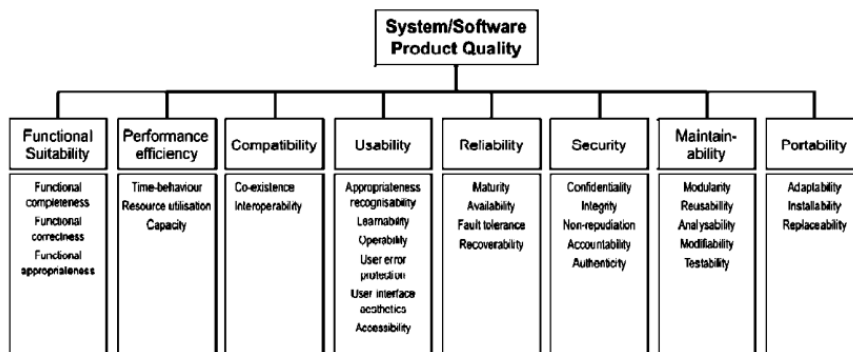 System/Software
Product Quality
Functional
Suitability
Functional
completeness
Functional
correctness
Functional
appropriateness
Performance
efficiency
Time-behaviour
Resource utilisation
Capacity
Compatibility
Co-existence
Interoperability
Usability
Appropriateness
recognisability
Learnability
Operability
User error
protection
User interface
aesthetics
Accessibility
Reliability
Maturity
Availability
Fault tolerance
Recoverability
Security
Confidentiality
Integrity
Non-repudiation
Accountability
Authenticity
Maintain-
ability
Modularity
Reusability
Analysability
Modifiability
Testability
Portability
Adaptability
Installability
Replaceability